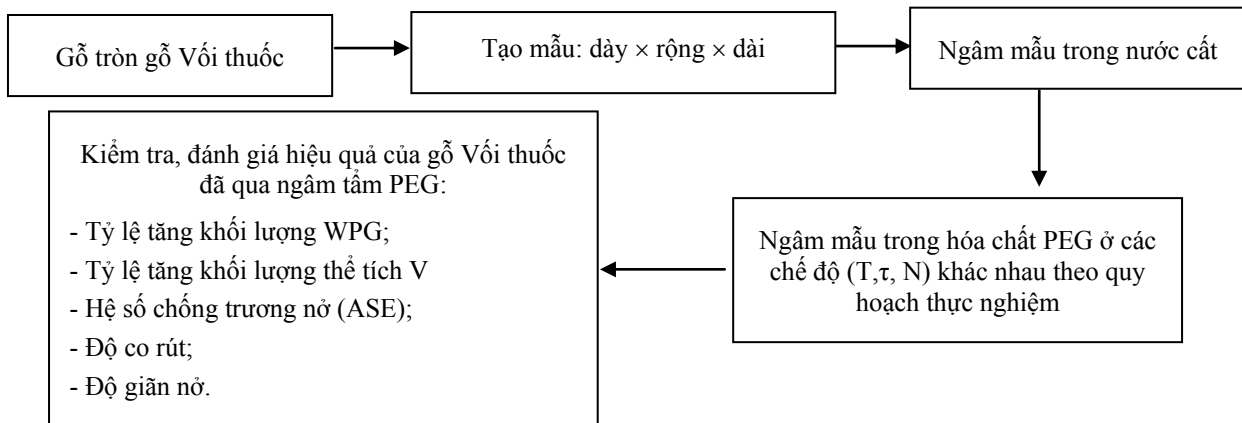 Gỗ tròn gỗ Vối thuốc
Tạo mẫu: dày × rộng × dài
Ngâm mẫu trong nước cất
Ngâm mẫu trong hóa chất PEG ở các
chế độ (T,τ, N) khác nhau theo quy
hoạch thực nghiệm
Kiểm tra, đánh giá hiệu quả của gỗ Vối thuốc
đã qua ngâm tẩm PEG:
- Tỷ lệ tăng khối lượng WPG;
- Tỷ lệ tăng khối lượng thể tích V
- Hệ số chống trương nở (ASE);
- Độ co rút;
- Độ giãn nở.